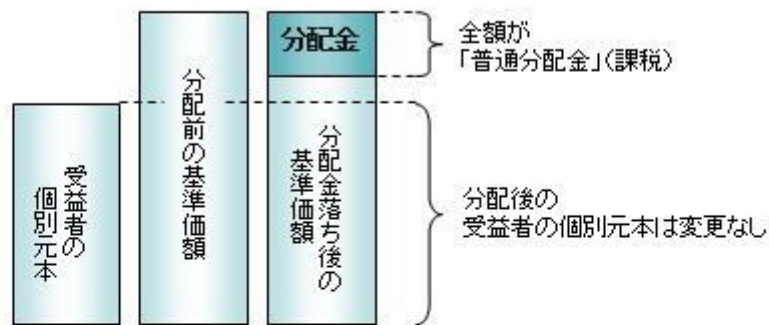 受益者の
個別元本
分配前の基準価額
分配金
分配金落ち後の
基準価額
全額が
「普通分配金」(課税)
分配後の
受益者の個別元本は変更なし